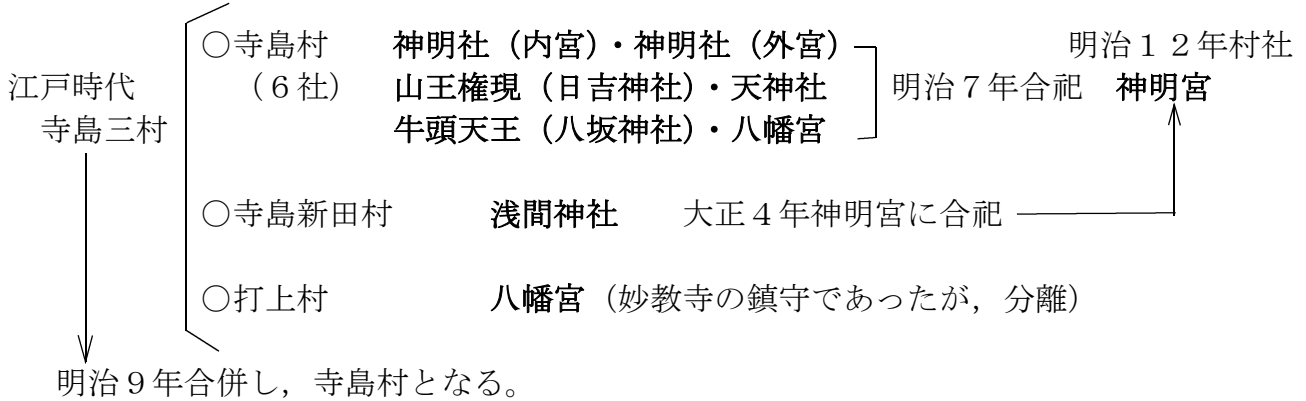 ○寺島村　神明社（内宮）・神明社（外宮）　明治１２年村社
江戸時代　（６社）　山王権現（日吉神社）・天神社　明治７年合祀　神明宮
寺島三村　牛頭天王（八坂神社）・八幡宮
○寺島新田村　浅間神社　大正４年神明宮に合祀
○打上村　八幡宮（妙教寺の鎮守であったが，分離）
明治９年合併し，寺島村となる。